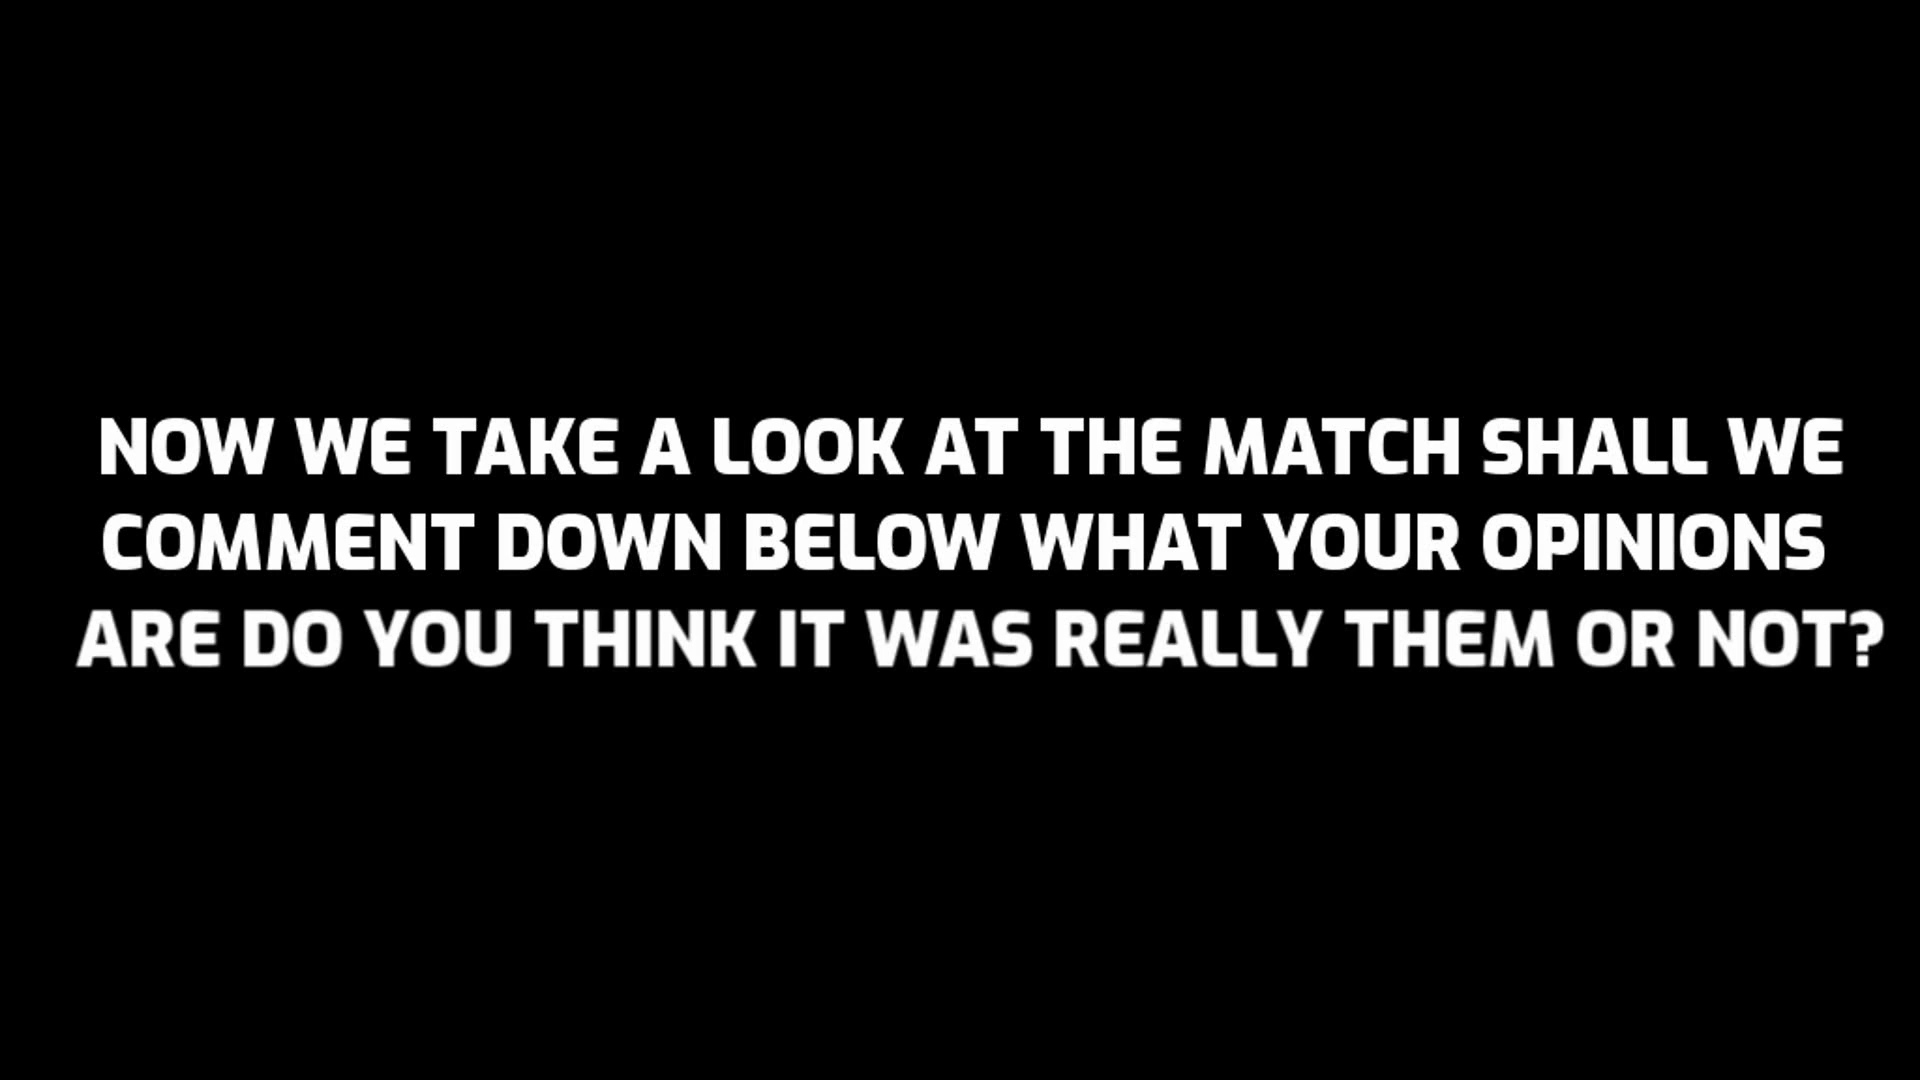 NOW WE TAKE A LOOK AT THE MATCH SHALL WE
COMMENT DOWN BELOW WHAT YOUR OPINIONS
ARE DO YOU THINK IT WAS REALLY THEM OR NOT?